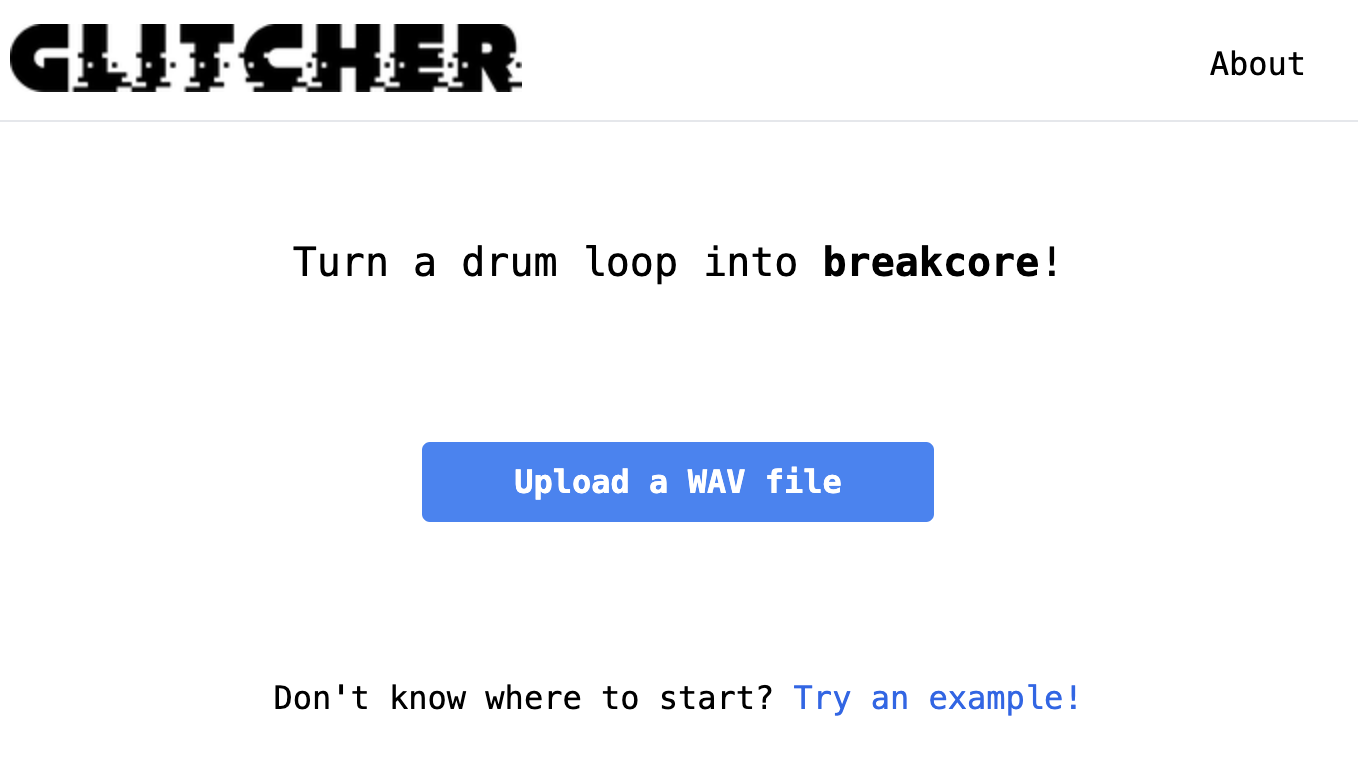 GLITCHER
About
Turn a drum loop into breakcore!
Upload a WAV file
Don't know where to start? Try an example!